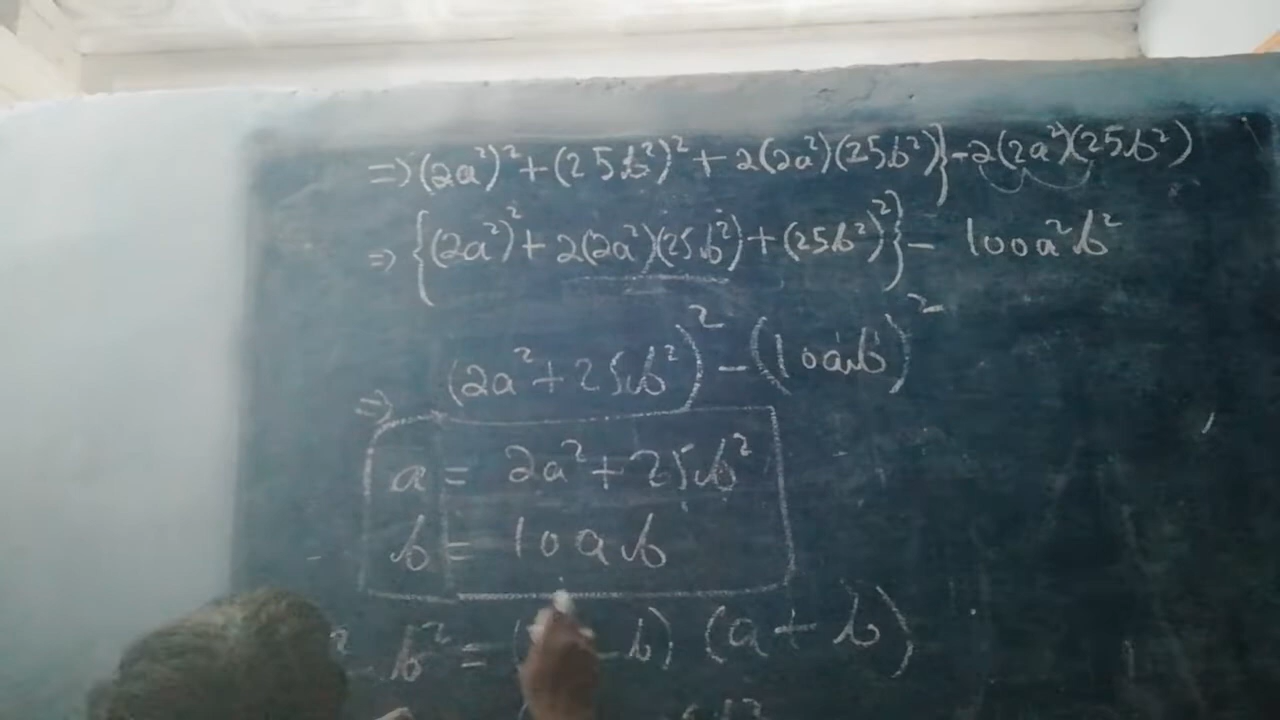 => (2a²)² + (25b²)² + 2(2a²)(25b²)} - 2(2a²)(25b²)
=> {(2a²)² + 2(2a²)(25b²) + (25b²)²} - 100a²b²
=> (2a² + 25b²)² - (10ab)²
a = 2a² + 25b²
b = 10ab
² - b² = ( - b) (a + b)